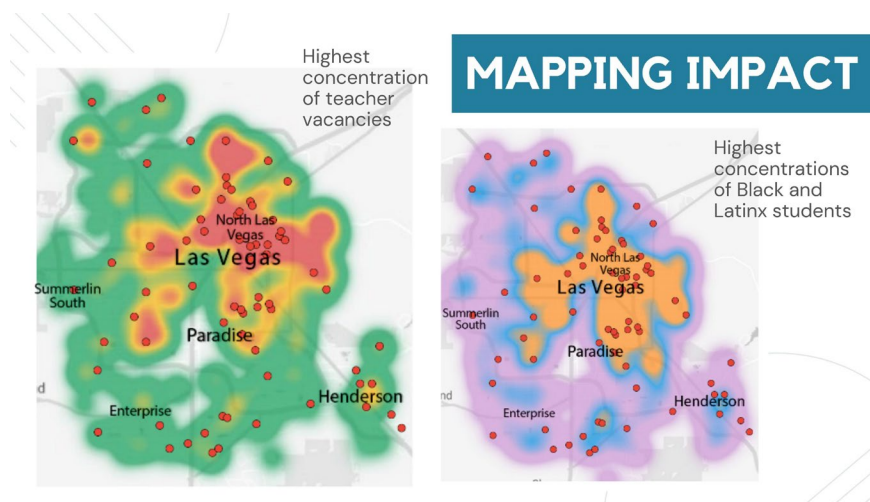 MAPPING IMPACT
Highest
concentration
of teacher
vacancies
North Las
Vegas
Las Vegas
Summerlin
South
Paradise
Enterprise
Henderson
Highest
concentrations
of Black and
Latinx students
North Las
Vegas
Las Vegas
Summerlin
South
Paradise
Enterprise
Henderson